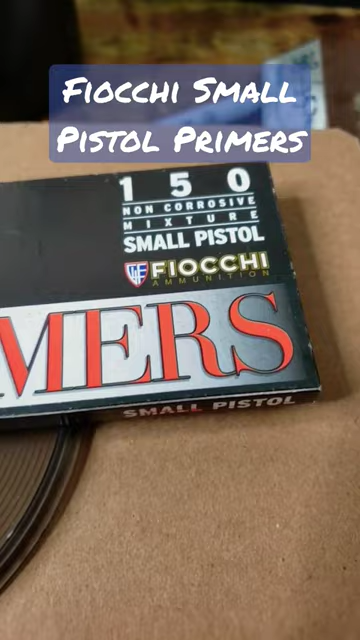 Fiocchi Small
Pistol Primers
150
NON CORROSIVE
MIXTURE
SMALL PISTOL
FIOCCHI
AMMUNITION
MERS
SMALL PISTOL